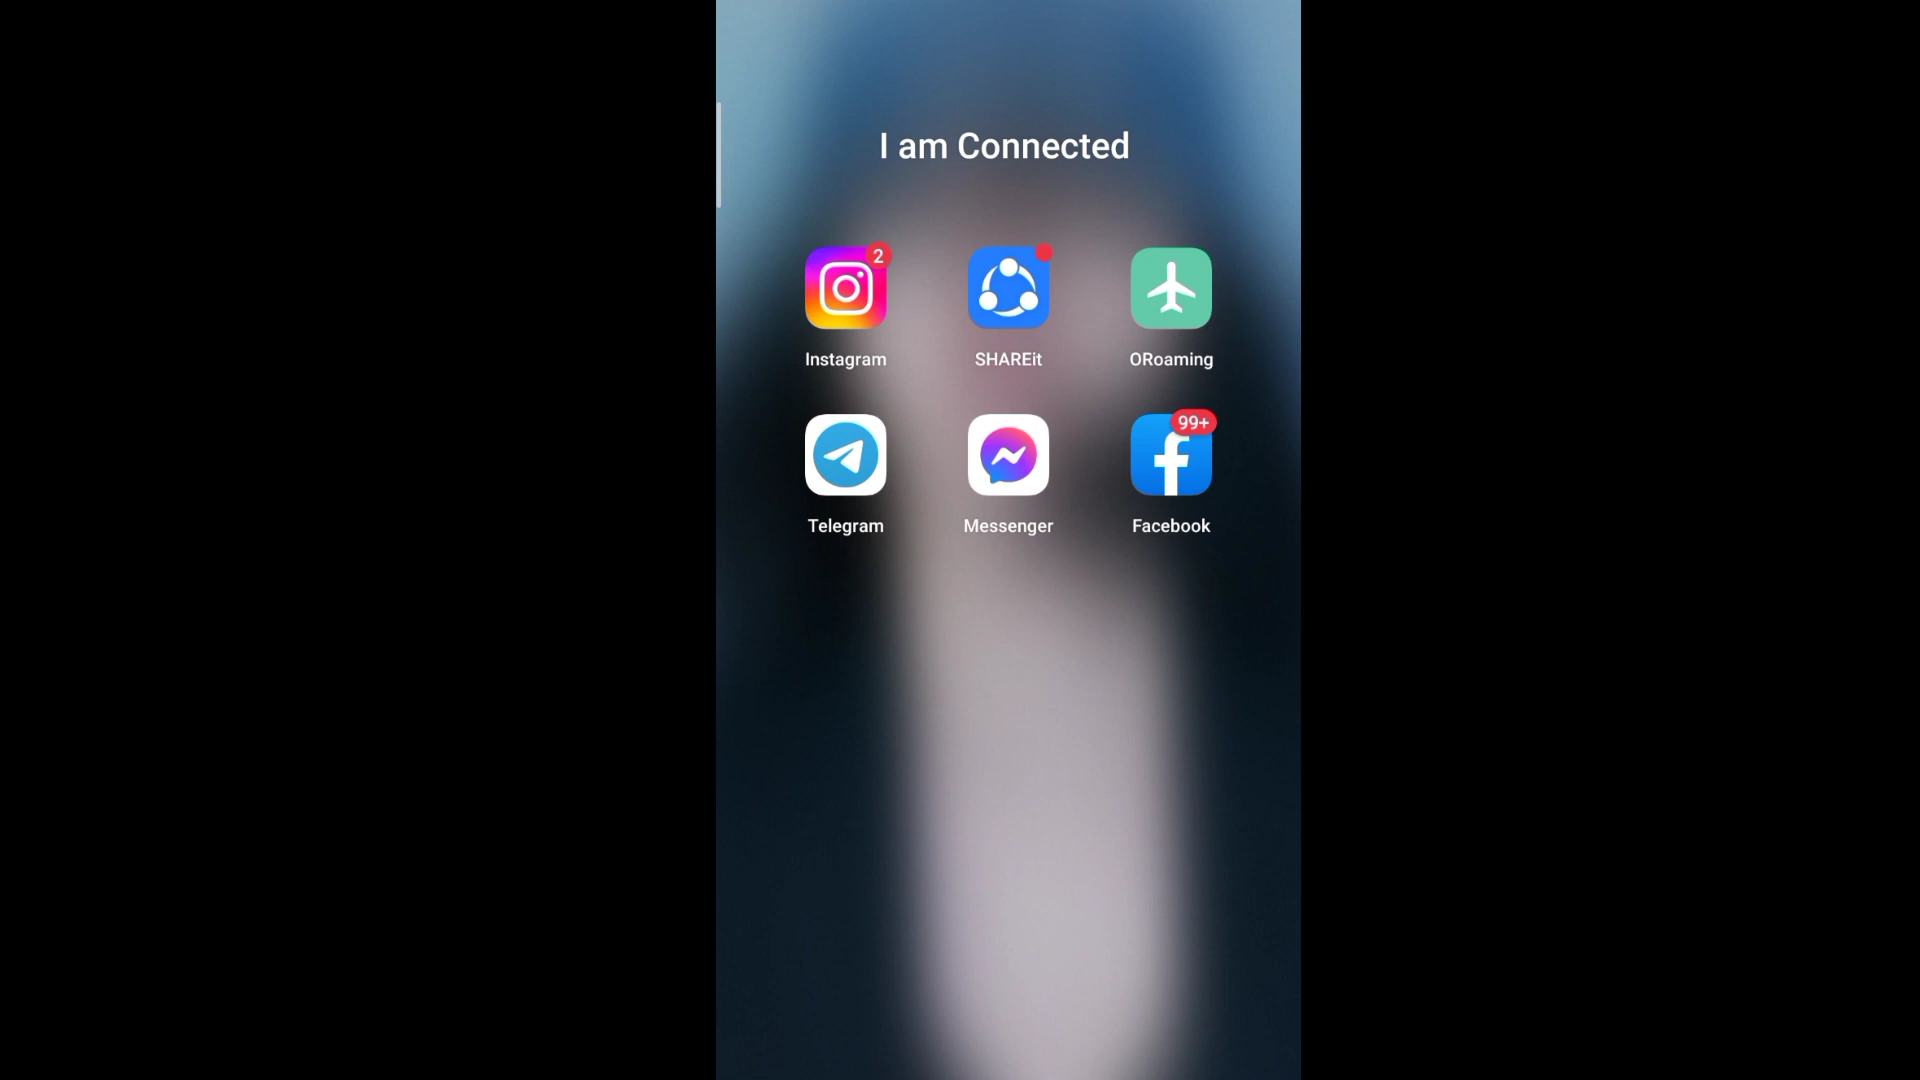 I am Connected
2
Instagram
SHAREit
ORoaming
99+
Telegram
Messenger
Facebook